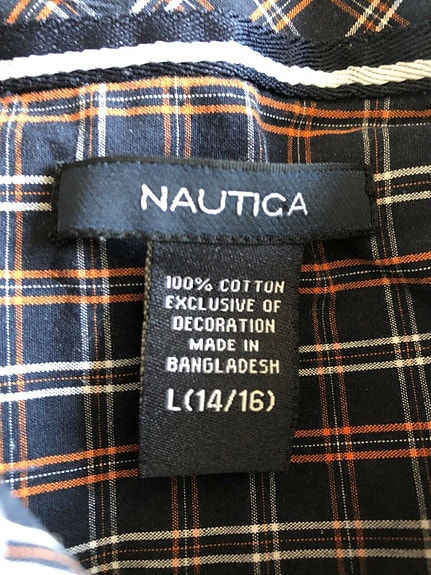 NAUTICA
100% COTTON
EXCLUSIVE OF
DECORATION
MADE IN
BANGLADESH
L(14/16)